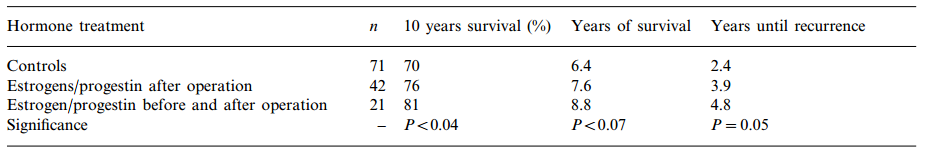 Hormone treatment n 10 years survival (%) Years of survival Years until recurrence
Controls 71 70 6.4 2.4
Estrogens/progestin after operation 42 76 7.6 3.9
Estrogen/progestin before and after operation 21 81 8.8 4.8
Significance – P<0.04 P<0.07 P=0.05